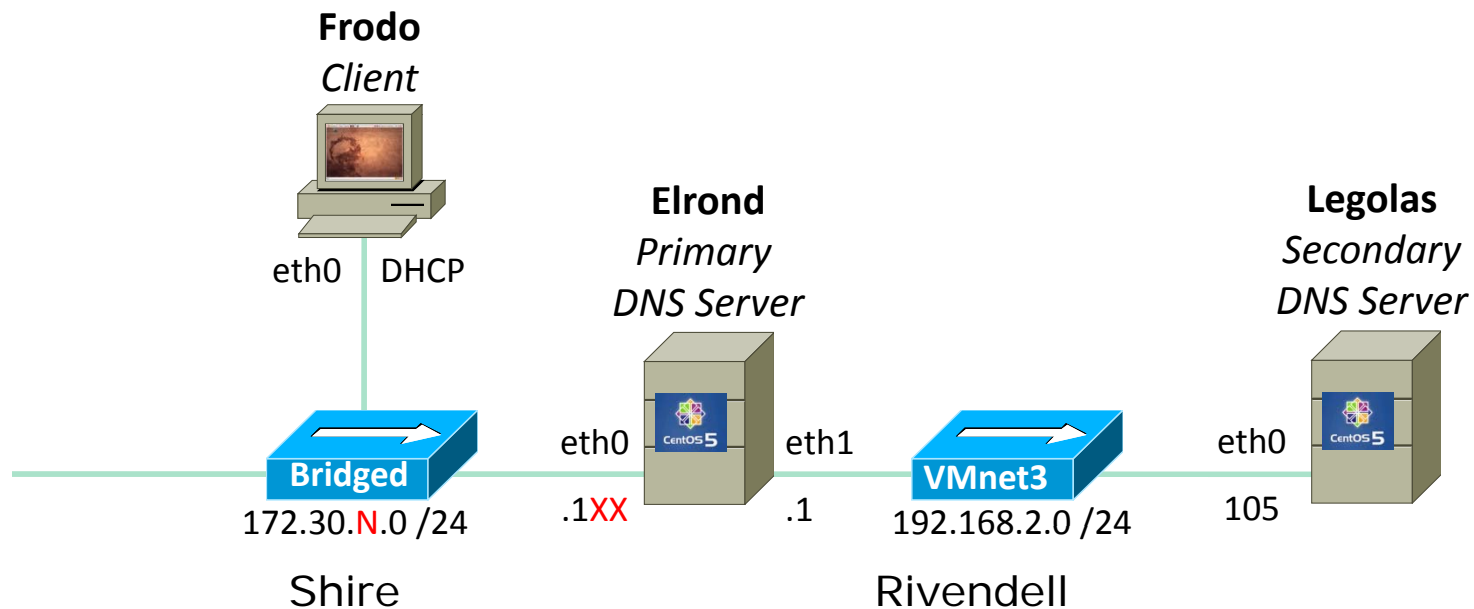 Frodo
Client
eth0 DHCP
Elrond
Primary
DNS Server
Legolas
Secondary
DNS Server
CentOS 5
CentOS 5
eth0
eth1
eth0
Bridged
VMnet3
172.30.N.0 /24
.1XX
.1
192.168.2.0 /24
105
Shire
Rivendell